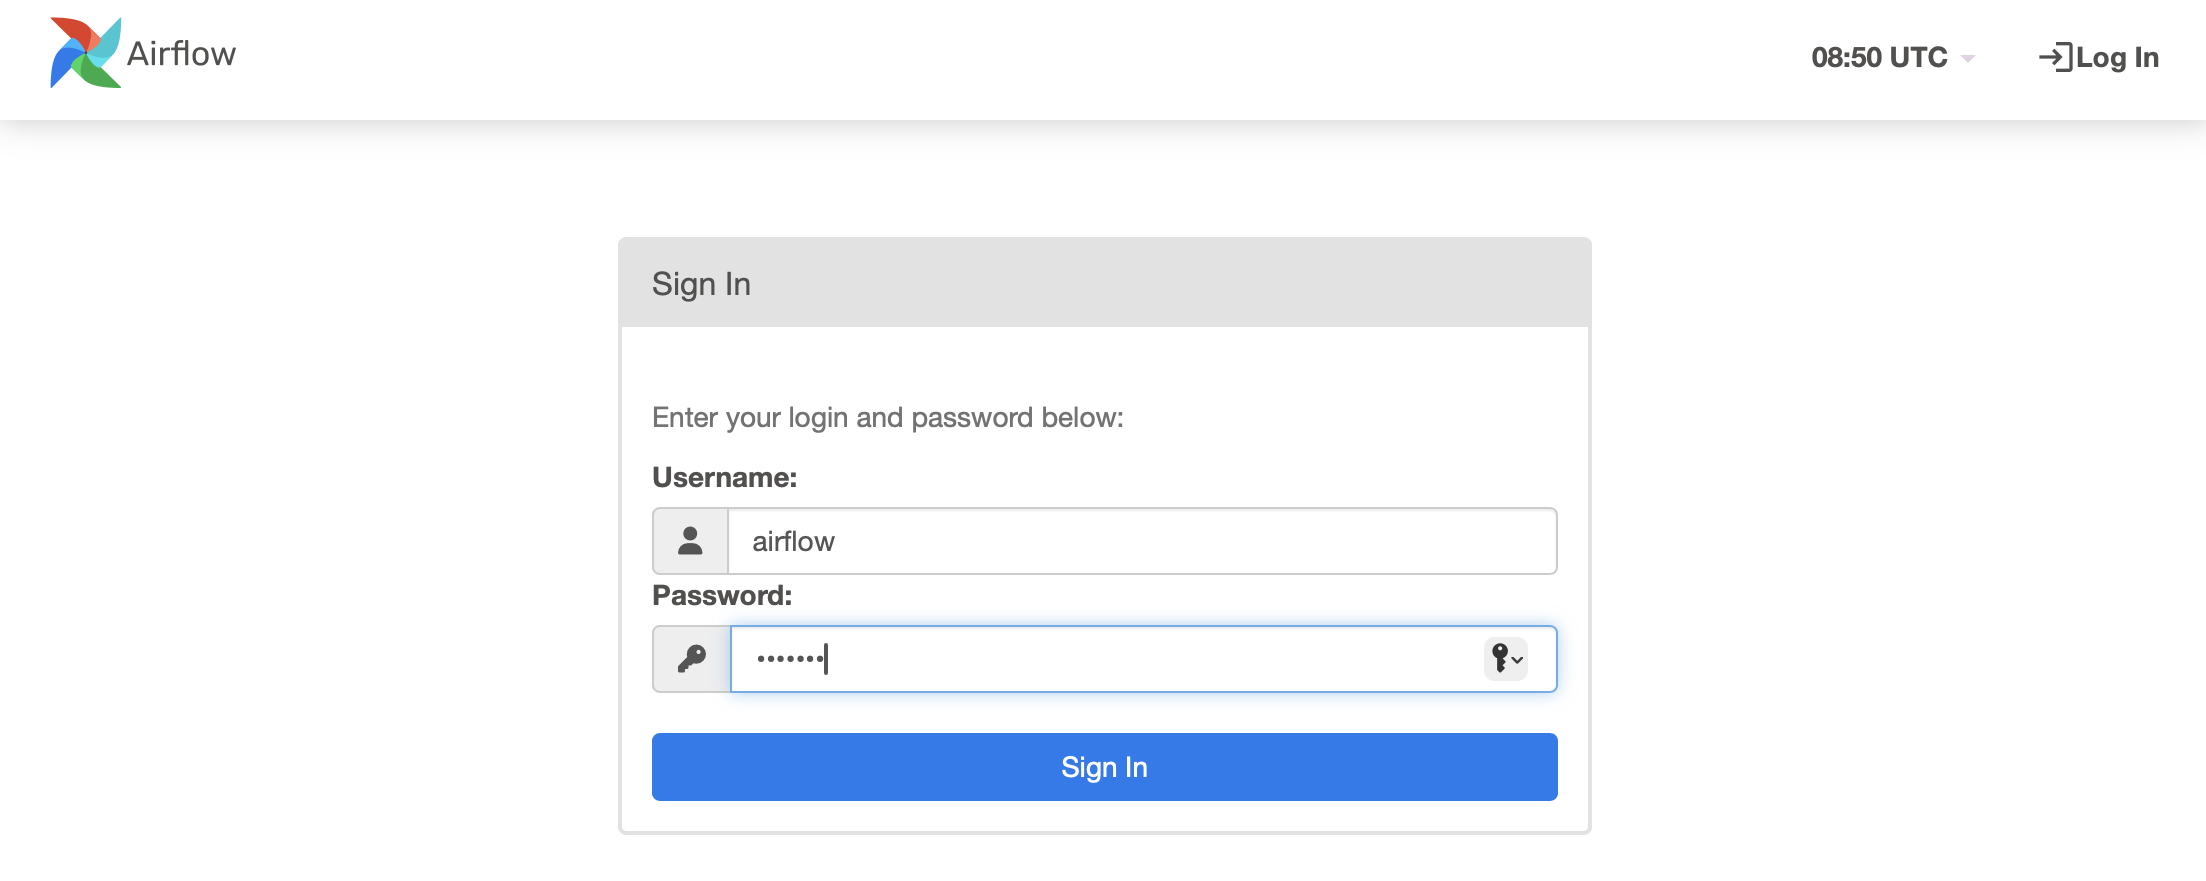 Airflow
08:50 UTC
Log In
Sign In
Enter your login and password below:
Username:
airflow
Password:
•••••••
Sign In